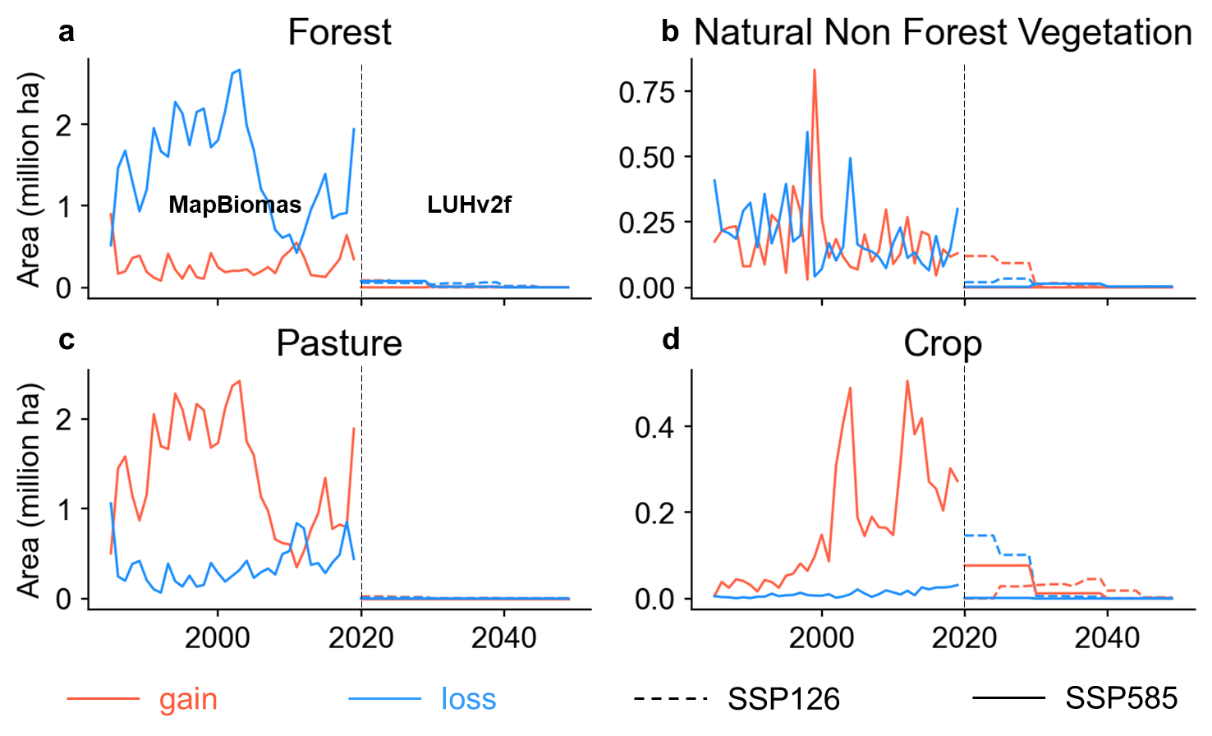 a Forest
b Natural Non Forest Vegetation
Area (million ha)
2
1
0
MapBiomas
LUHv2f
0.75
0.50
0.25
0.00
c Pasture
d Crop
Area (million ha)
2
1
0
0.4
0.2
0.0
2000 2020 2040
2000 2020 2040
gain loss SSP126 SSP585